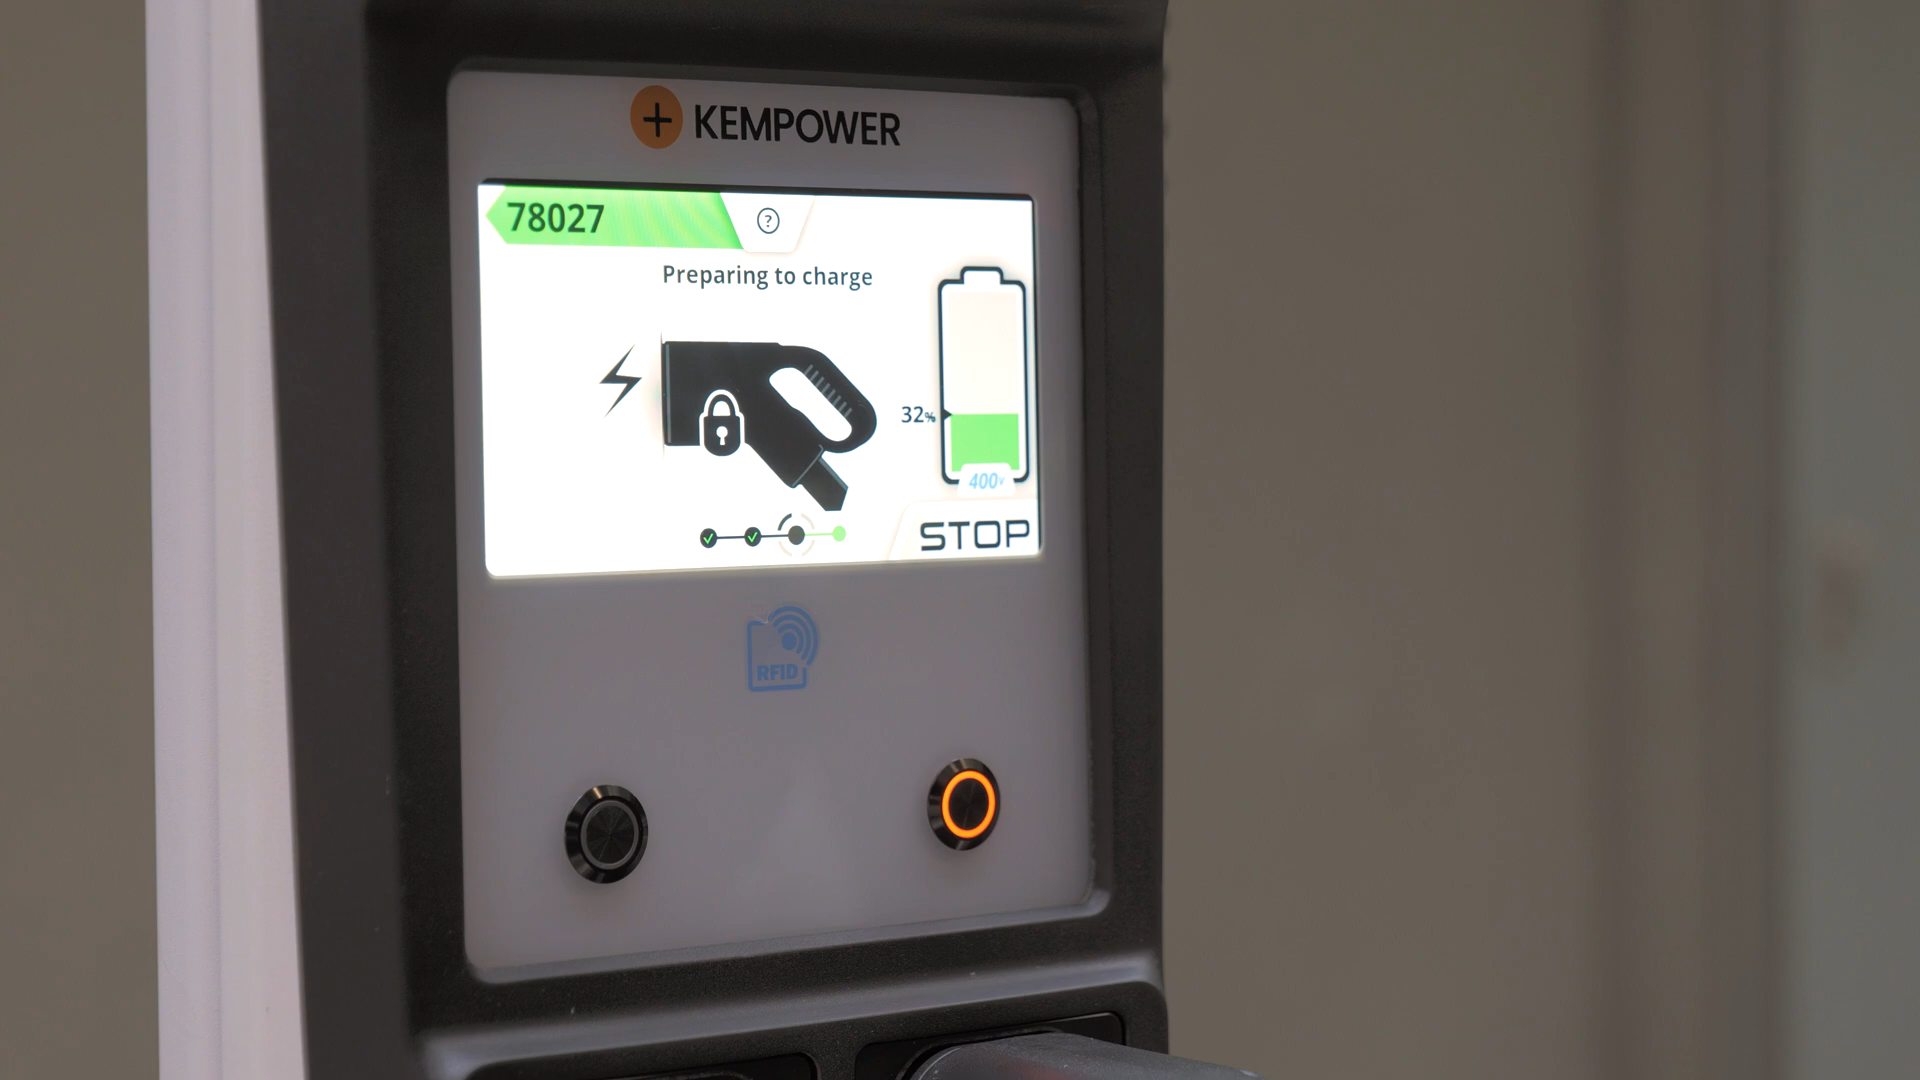 KEMPOWER
78027
?
Preparing to charge
32%
400v
STOP
RFID